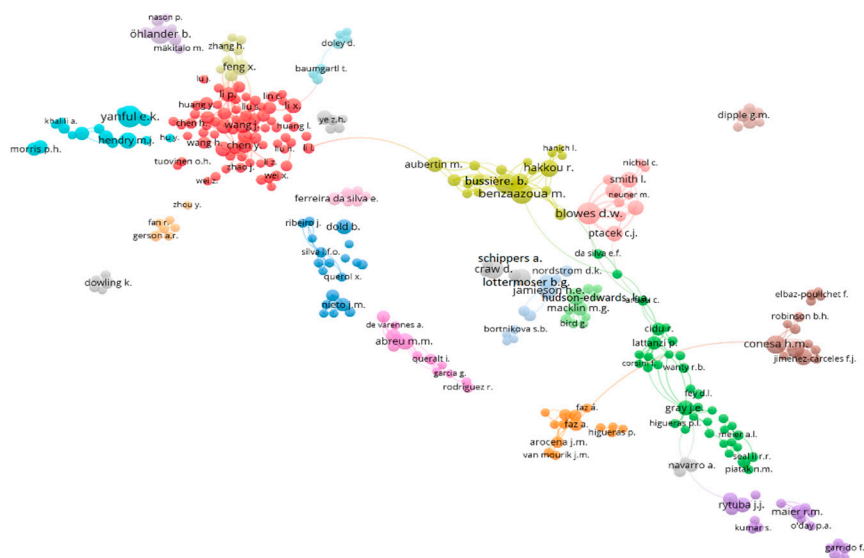 nason p.
öhlander b.
makitalo m.
zhang h.
feng x.
doley d.
baumgartl t.
lu j.
li p.
lin c.
li x.
huang y.
liu s.
khalili a.
yanful e.k.
chen h.
wang j.
huang l.
ye z.h.
hendry m.j.
hu y.
wang h.
chen y.
liu h.
li l.
morris p.h.
tuovinen o.h.
zhao j.
li z.
wei z.
wei x.
dipple g.m.
hanich l.
aubertin m.
hakkou r.
nichol c.
bussière. b.
smith l.
benzaazoua m.
neuner m.
zhou y.
ferreira da silva e.
blowes d.w.
fan r.
gerson a.r.
ribeiro j.
dold b.
ptacek c.j.
silva l.f.o.
da silva e.f.
schippers a.
dowling k.
querol x.
craw d.
nordstrom d.k.
lottermoser b.g.
jamieson h.e.
hudson-edwards, k.a.
elbaz-poulichet f.
nieto j.m.
macklin m.g.
robinson b.h.
de varennes a.
bird g.
bortnikova s.b.
cidu r.
abreu m.m.
lattanzi p.
conesa h.m.
queralt i.
corsini f.
wanty r.b.
jimenez-carceles f.j.
garcia g.
rodriguez r.
fey d.l.
faz á.
gray j.e.
faz a.
higueras p.l.
higueras p.
meier a.l.
arocena j.m.
seal ii r.r.
van mourik j.m.
navarro a.
piatak n.m.
rytuba j.j.
maier r.m.
kumar s.
o'day p.a.
garrido f.